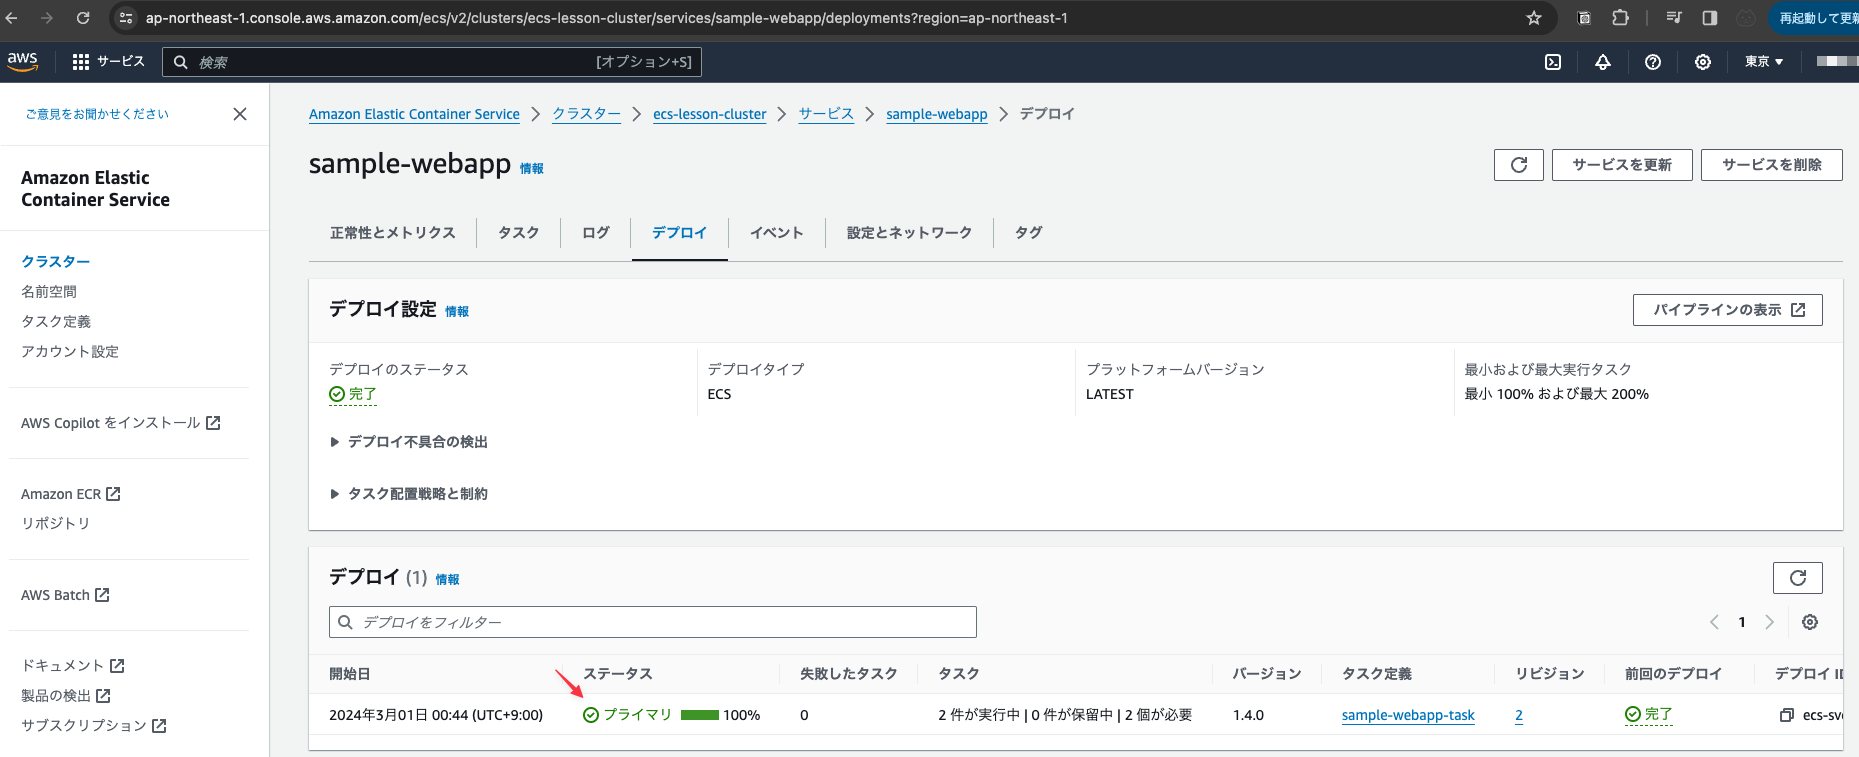 ap-northeast-1.console.aws.amazon.com/ecs/v2/clusters/ecs-lesson-cluster/services/sample-webapp/deployments?region=ap-northeast-1
再起動して更新
aws
サービス
検索
[オプション+S]
東京
ご意見をお聞かせください
Amazon Elastic Container Service
クラスター
名前空間
タスク定義
アカウント設定
AWS Copilot をインストール
Amazon ECR
リポジトリ
AWS Batch
ドキュメント
製品の検出
サブスクリプション
Amazon Elastic Container Service > クラスター > ecs-lesson-cluster > サービス > sample-webapp > デプロイ
sample-webapp 情報
サービスを更新
サービスを削除
正常性とメトリクス
タスク
ログ
デプロイ
イベント
設定とネットワーク
タグ
デプロイ設定 情報
パイプラインの表示
デプロイのステータス
完了
デプロイタイプ
ECS
プラットフォームバージョン
LATEST
最小および最大実行タスク
最小 100% および最大 200%
デプロイ不具合の検出
タスク配置戦略と制約
デプロイ (1) 情報
デプロイをフィルター
1
開始日 ステータス 失敗したタスク タスク バージョン タスク定義 リビジョン 前回のデプロイ デプロイ ID
2024年3月01日 00:44 (UTC+9:00) プライマリ 100% 0 2 件が実行中 | 0 件が保留中 | 2 個が必要 1.4.0 sample-webapp-task 2 完了 ecs-sv